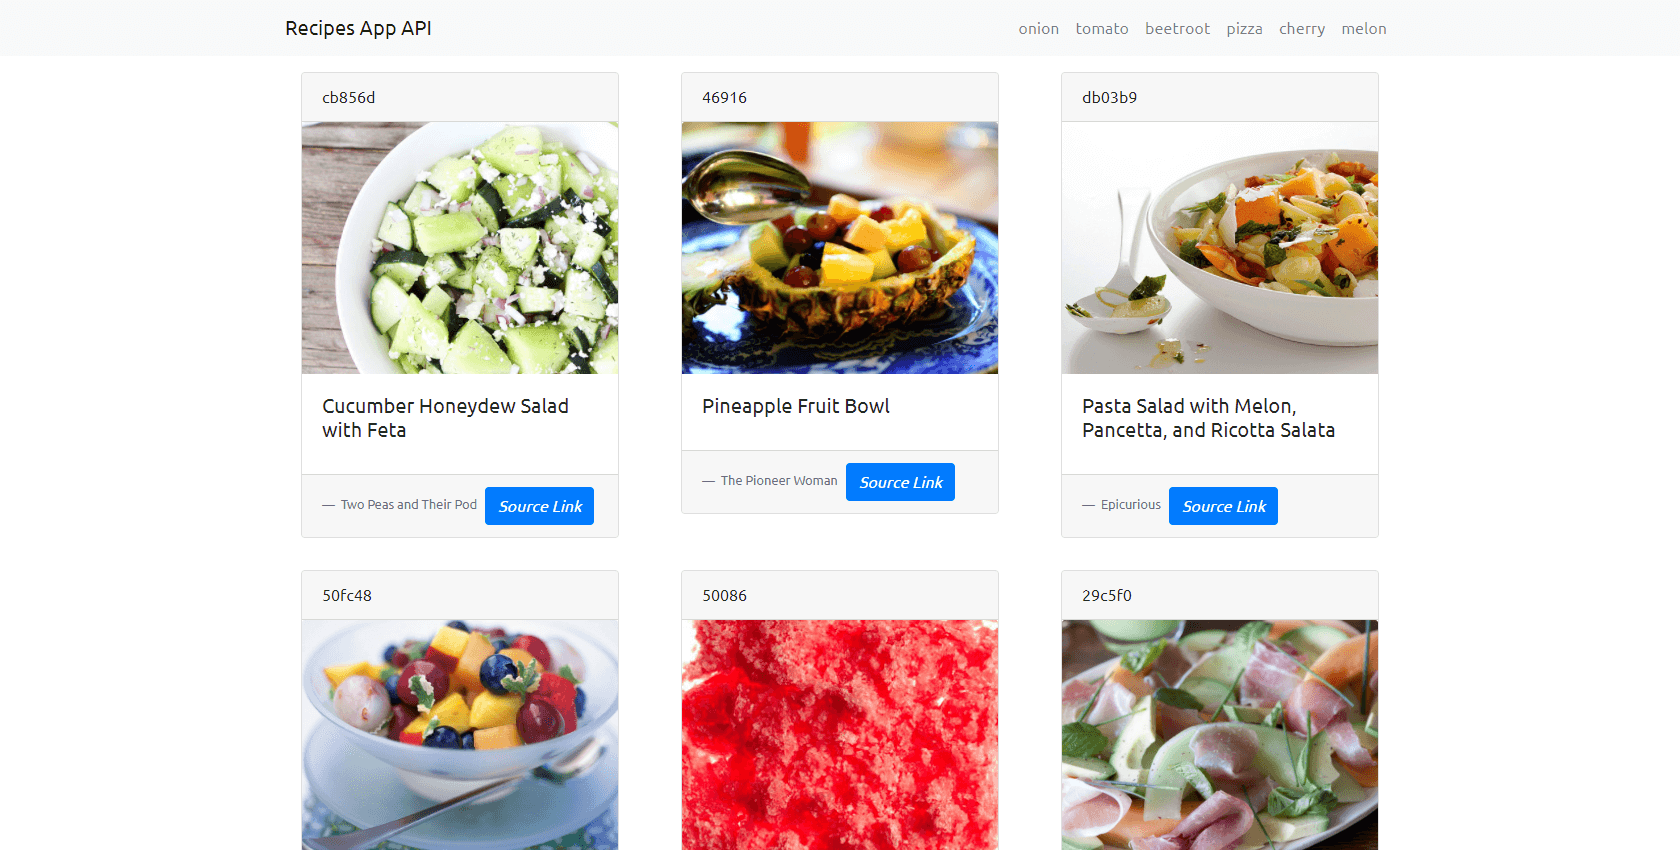 Recipes App API
onion tomato beetroot pizza cherry melon
cb856d
46916
db03b9
Cucumber Honeydew Salad
with Feta
Pineapple Fruit Bowl
Pasta Salad with Melon,
Pancetta, and Ricotta Salata
— Two Peas and Their Pod Source Link
— The Pioneer Woman Source Link
— Epicurious Source Link
50fc48
50086
29c5f0